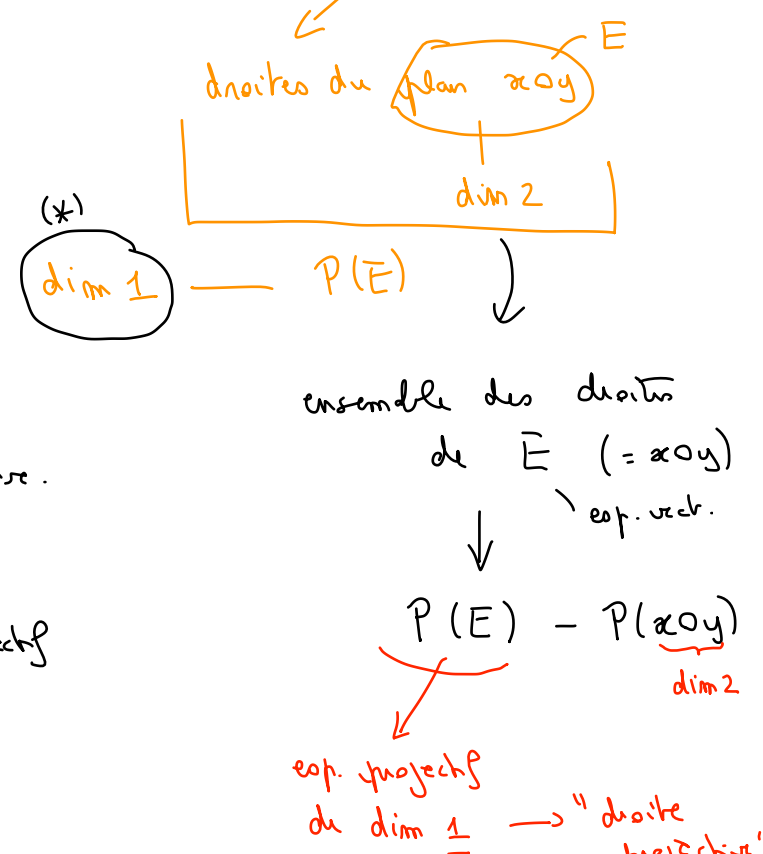 E
droites du plan xOy
dim 2
(*)
dim 1 — P(E)
ensemble des droites
de E (= xOy)
esp. vect.
P(E) - P(xOy)
dim 2
esp. projectif
de dim 1 → "droite